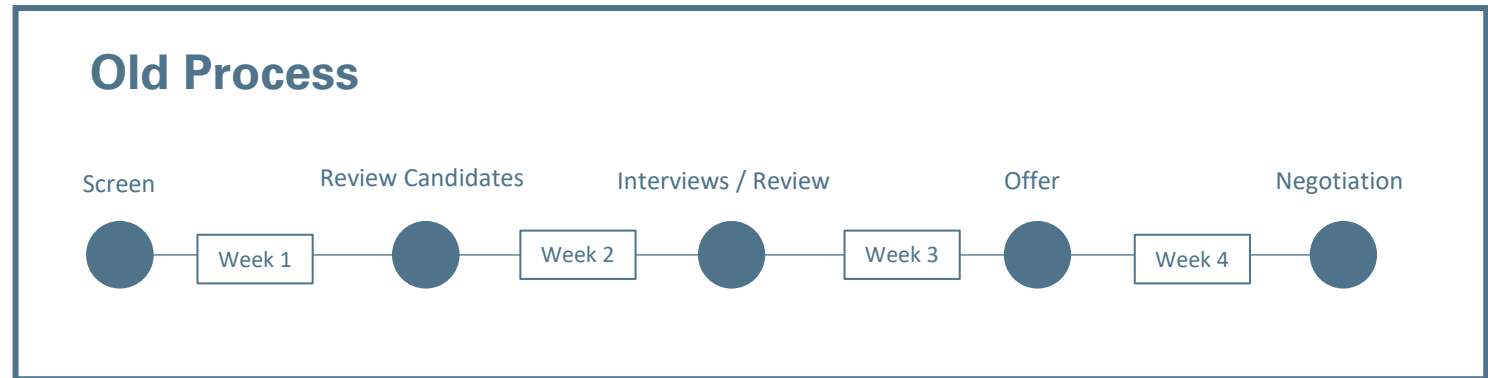 Old Process
Screen
Review Candidates
Interviews / Review
Offer
Negotiation
Week 1
Week 2
Week 3
Week 4